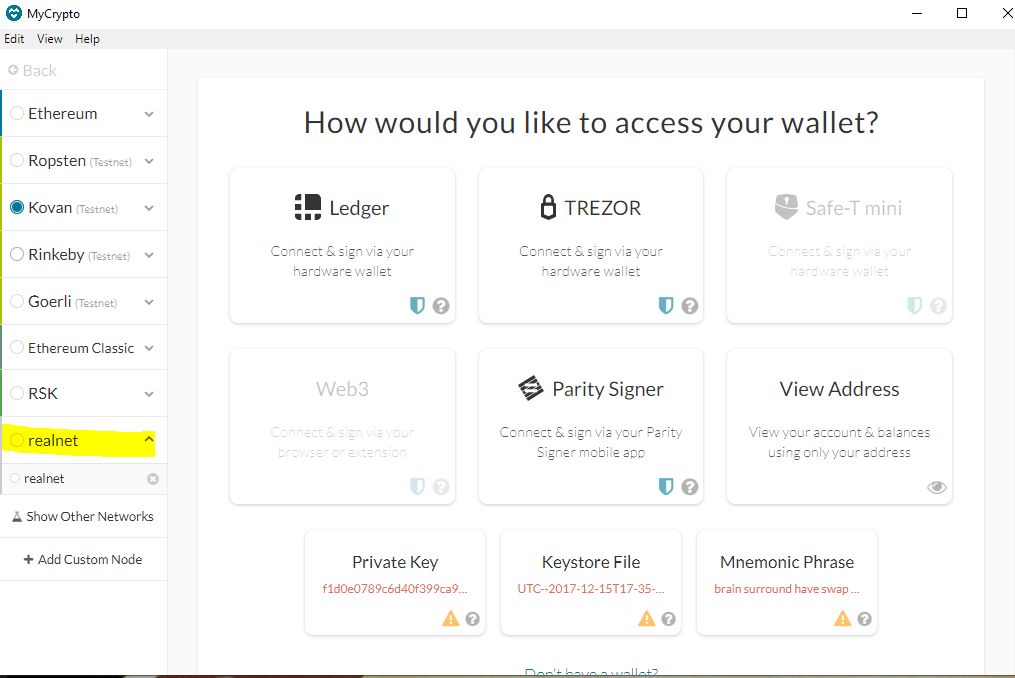 MyCrypto
Edit View Help
Back
Ethereum
Ropsten (Testnet)
Kovan (Testnet)
Rinkeby (Testnet)
Goerli (Testnet)
Ethereum Classic
RSK
realnet
realnet
Show Other Networks
+ Add Custom Node
How would you like to access your wallet?
Ledger
Connect & sign via your
hardware wallet
TREZOR
Connect & sign via your
hardware wallet
Safe-T mini
Connect & sign via your
hardware wallet
Web3
Connect & sign via your
browser or extension
Parity Signer
Connect & sign via your Parity
Signer mobile app
View Address
View your account & balances
using only your address
Private Key
f1d0e0789c6d40f399ca9...
Keystore File
UTC--2017-12-15T17-35-...
Mnemonic Phrase
brain surround have swap ...
Don't have a wallet?